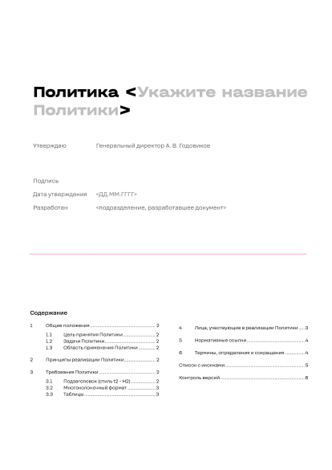 Политика <Укажите название
Политики>
Утверждаю Генеральный директор А. В. Годовиков
Подпись
Дата утверждения <ДД.ММ.ГГГГ>
Разработан <подразделение, разработавшее документ>
Содержание
1 Общие положения 2
1.1 Цель принятия Политики 2
1.2 Задачи Политики 2
1.3 Область применения Политики 2
2 Принципы реализации Политики 2
3 Требования Политики 2
3.1 Подзаголовок (стиль t2 - H2) 2
3.2 Многоколоночный формат 3
3.3 Таблицы 3
4 Лица, участвующие в реализации Политики 3
5 Нормативные ссылки 4
6 Термины, определения и сокращения 4
Список с иконками 5
Контроль версий 6